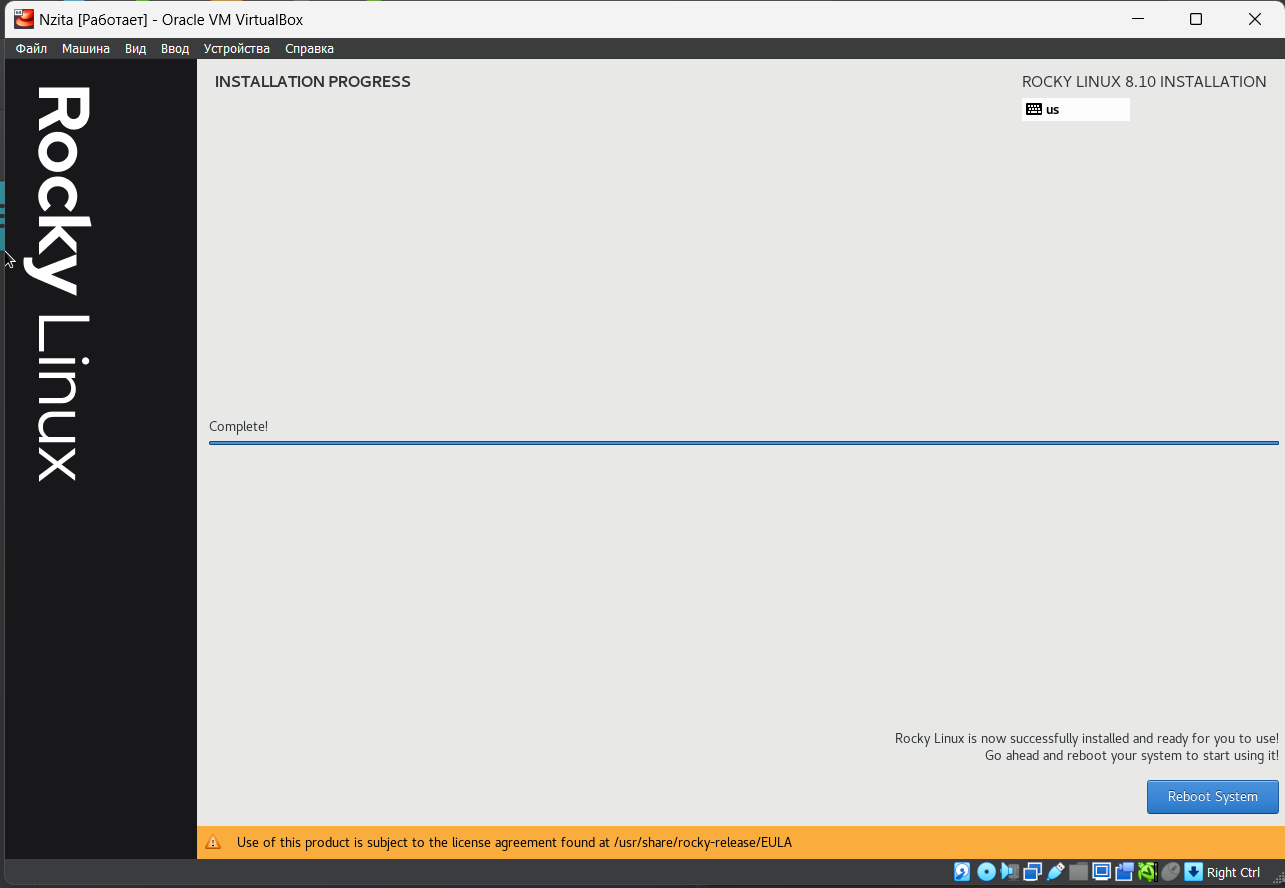 Nzita [Работает] - Oracle VM VirtualBox
Файл Машина Вид Ввод Устройства Справка
Rocky Linux
INSTALLATION PROGRESS
ROCKY LINUX 8.10 INSTALLATION
us
Complete!
Rocky Linux is now successfully installed and ready for you to use!
Go ahead and reboot your system to start using it!
Reboot System
Use of this product is subject to the license agreement found at /usr/share/rocky-release/EULA
Right Ctrl